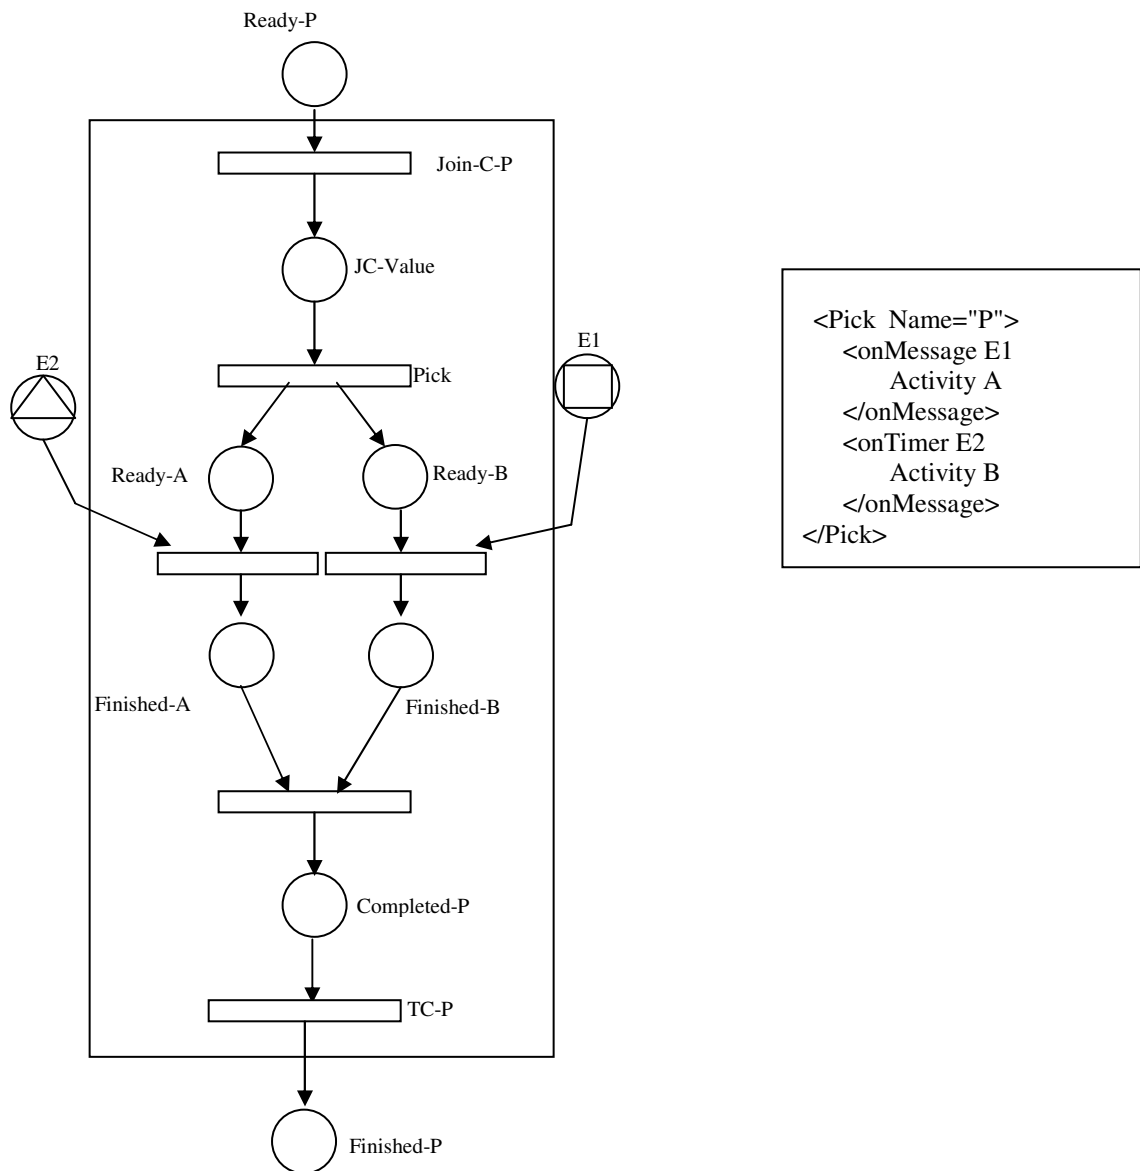 Ready-P
Join-C-P
JC-Value
E2
E1
Pick
Ready-A
Ready-B
Finished-A
Finished-B
Completed-P
TC-P
Finished-P
<Pick Name="P">
<onMessage E1
Activity A
</onMessage>
<onTimer E2
Activity B
</onMessage>
</Pick>